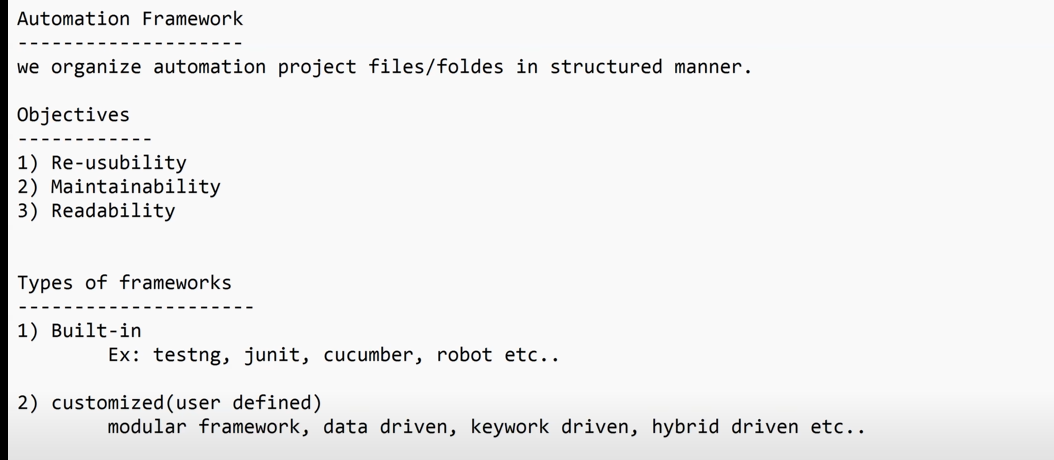 Automation Framework
--------------------
we organize automation project files/foldes in structured manner.
Objectives
------------
1) Re-usubility
2) Maintainability
3) Readability
Types of frameworks
---------------------
1) Built-in
Ex: testng, junit, cucumber, robot etc..
2) customized(user defined)
modular framework, data driven, keywork driven, hybrid driven etc..